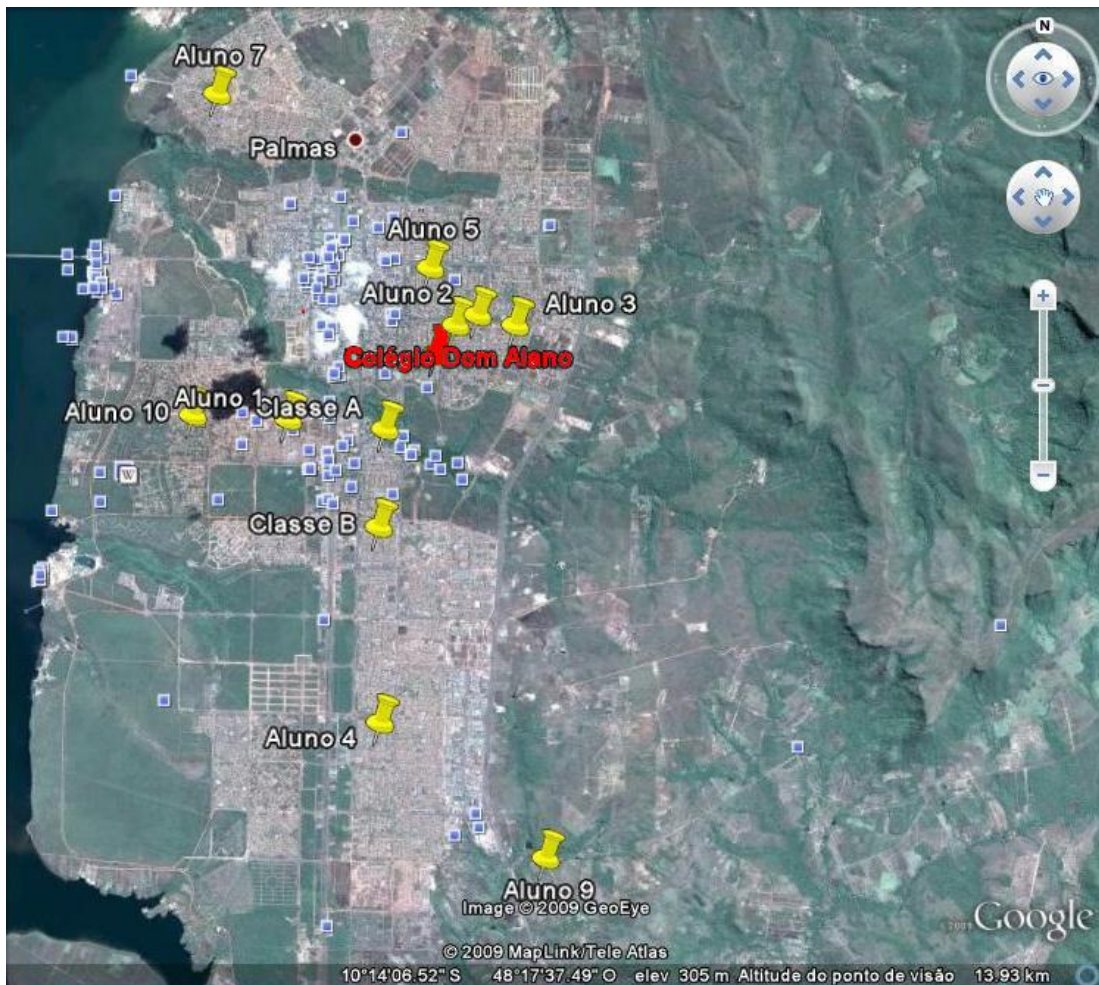 N
Aluno 7
Palmas
Aluno 5
Aluno 2
Aluno 3
Colégio Dom Alano
Aluno 1
Classe A
Aluno 10
W
Classe B
Aluno 4
Aluno 9
Image © 2009 GeoEye
© 2009 Google
© 2009 MapLink/Tele Atlas
10°14'06.52" S 48°17'37.49" O elev 305 m Altitude do ponto de visão 13.93 km